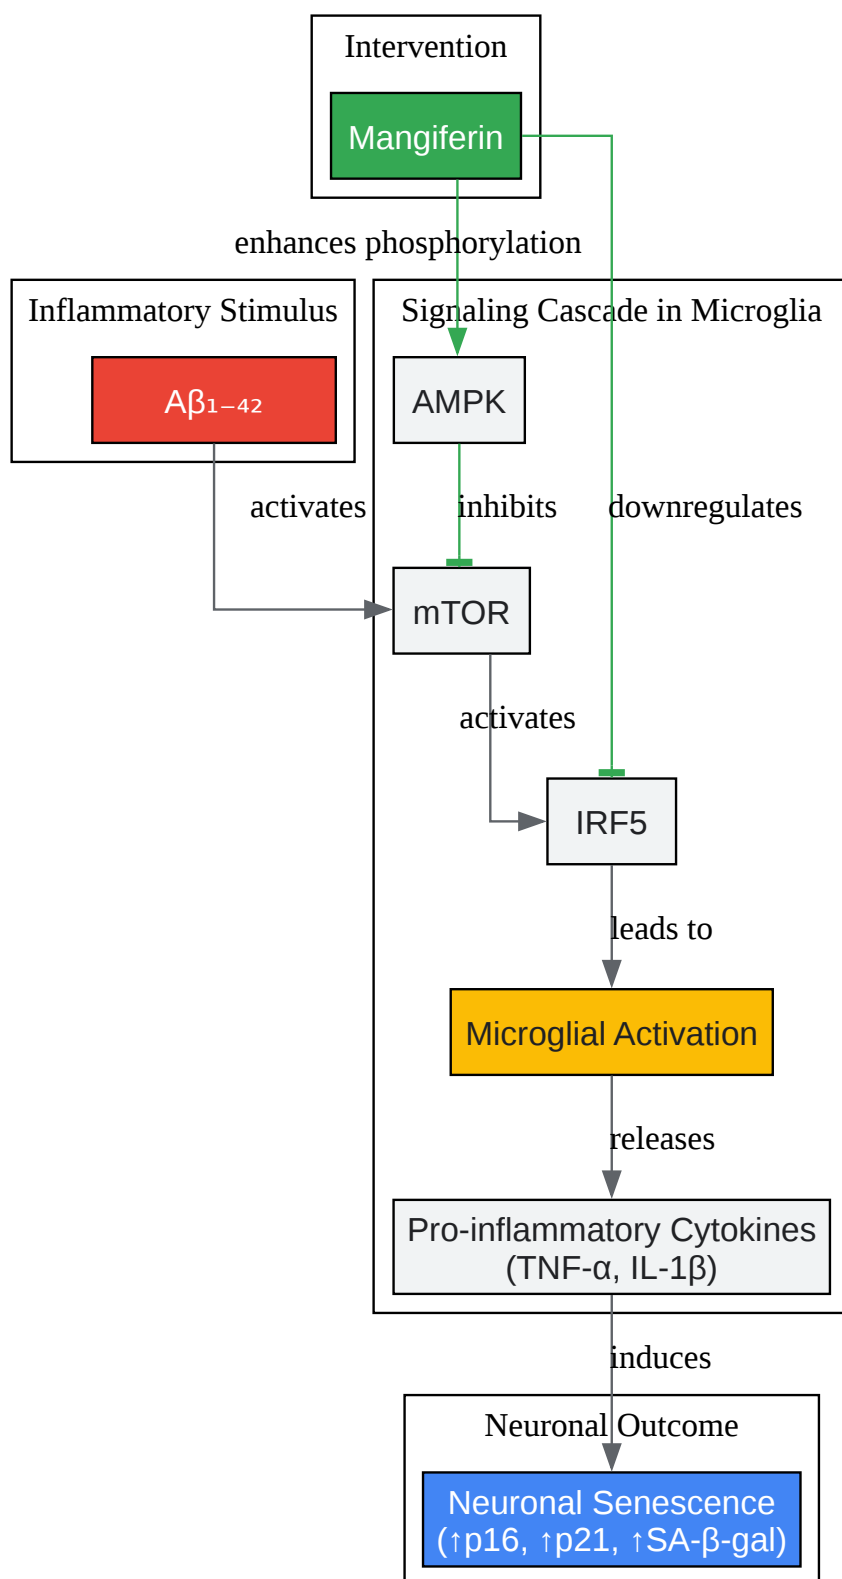 Intervention
Mangiferin
enhances phosphorylation
Inflammatory Stimulus
Signaling Cascade in Microglia
Aβ₁₋₄₂
AMPK
activates
inhibits
downregulates
mTOR
activates
IRF5
leads to
Microglial Activation
releases
Pro-inflammatory Cytokines
(TNF-α, IL-1β)
induces
Neuronal Outcome
Neuronal Senescence
(↑p16, ↑p21, ↑SA-β-gal)